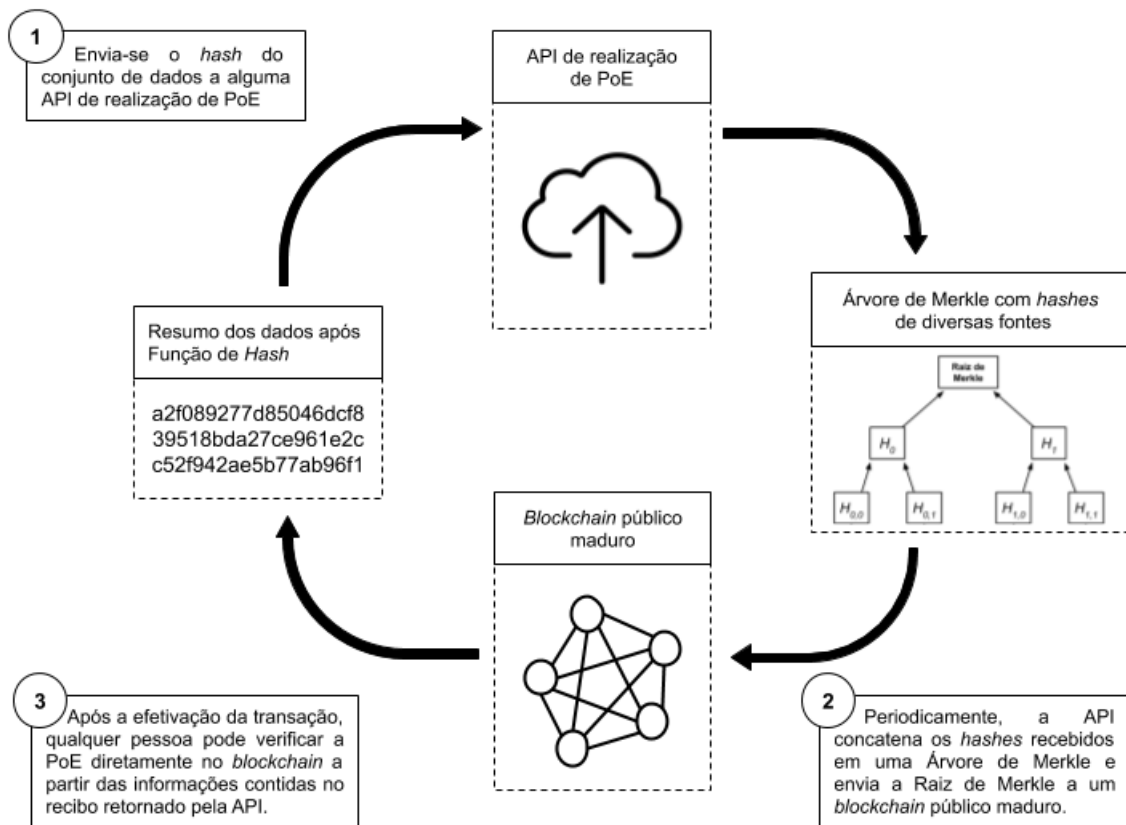 1
Envia-se o hash do
conjunto de dados a alguma
API de realização de PoE
API de realização
de PoE
Árvore de Merkle com hashes
de diversas fontes
Raiz de
Merkle
H0
H1
H0,0
H0,1
H1,0
H1,1
Resumo dos dados após
Função de Hash
a2f089277d85046dcf8
39518bda27ce961e2c
c52f942ae5b77ab96f1
Blockchain público
maduro
3
Após a efetivação da transação,
qualquer pessoa pode verificar a
PoE diretamente no blockchain a
partir das informações contidas no
recibo retornado pela API.
2
Periodicamente, a API
concatena os hashes recebidos
em uma Árvore de Merkle e
envia a Raiz de Merkle a um
blockchain público maduro.